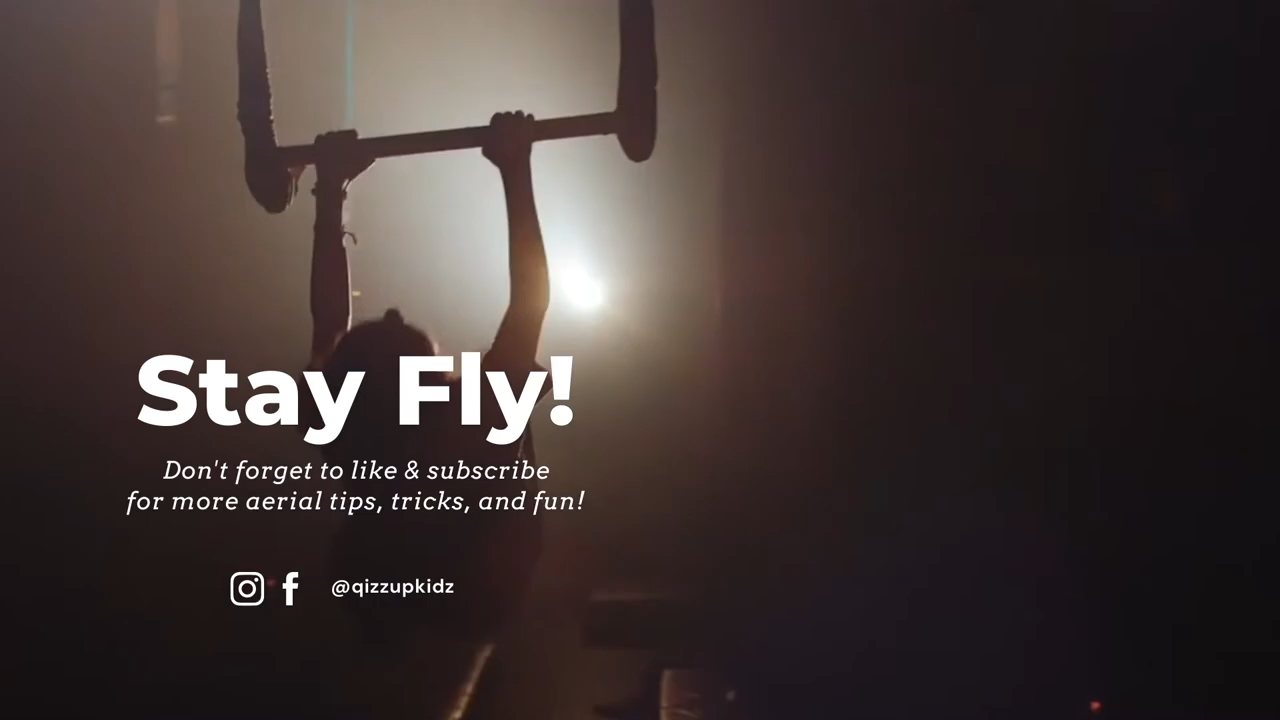 Stay Fly!
Don't forget to like & subscribe
for more aerial tips, tricks, and fun!
@qizzupkidz